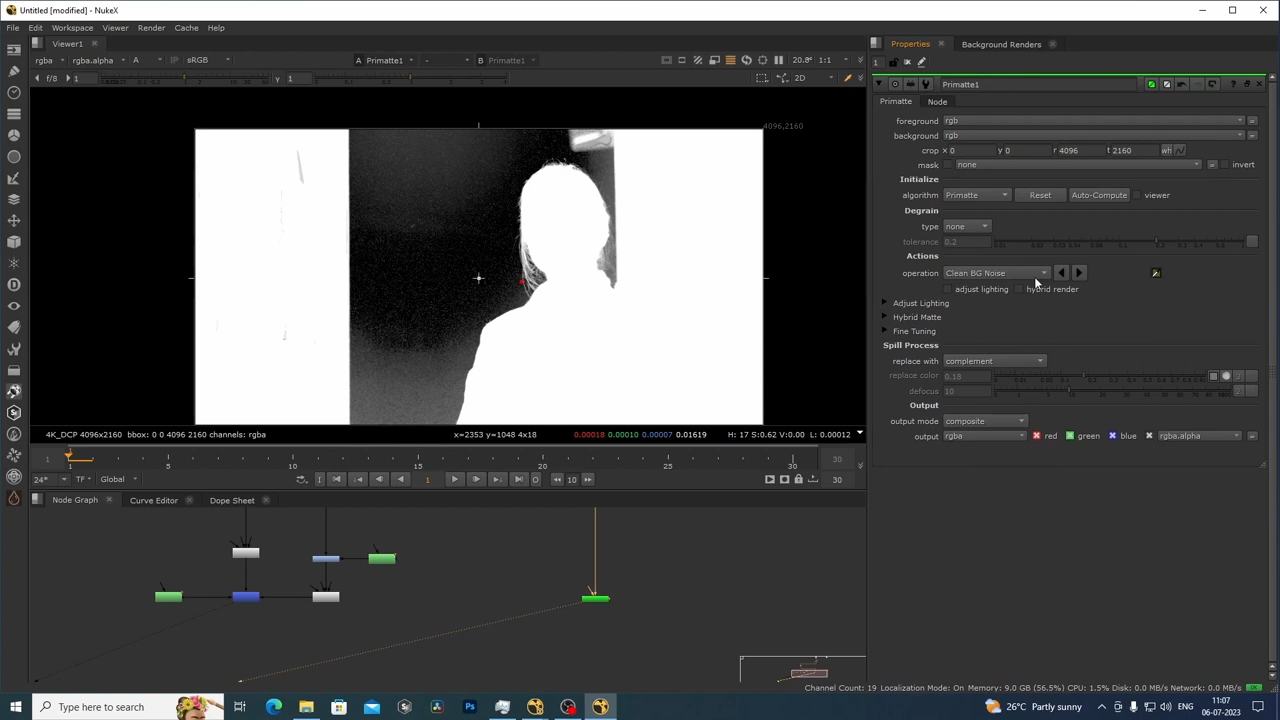 Untitled [modified] - NukeX
File Edit Workspace Viewer Render Cache Help
Viewer1
rgba rgba.alpha A sRGB A Primatte1 - B Primatte1 20.8 1:1
f/8 1 Y 1 2D
4096,2160
4K_DCP 4096x2160 bbox: 0 0 4096 2160 channels: rgba x=2353 y=1048 4x18 0.00018 0.00010 0.00007 0.01619 H: 17 S:0.62 V:0.00 L: 0.00012
1 1 5 10 15 20 25 30 30
24* TF Global 1 10 30
Node Graph Curve Editor Dope Sheet
Properties Background Renders
1
Primatte1
Primatte Node
foreground rgb
background rgb
crop x 0 y 0 r 4096 t 2160 wh
mask none invert
Initialize
algorithm Primatte Reset Auto-Compute viewer
Degrain
type none
tolerance 0.2
Actions
operation Clean BG Noise
adjust lighting hybrid render
Adjust Lighting
Hybrid Matte
Fine Tuning
Spill Process
replace with complement
replace color 0.18
defocus 10
Output
output mode composite
output rgba red green blue rgba.alpha
Channel Count: 19 Localization Mode: On Memory: 9.0 GB (56.5%) CPU: 1.5% Disk: 0.0 MB/s Network: 0.0 MB/s OK
Type here to search
26°C Partly sunny
11:07
06-07-2023